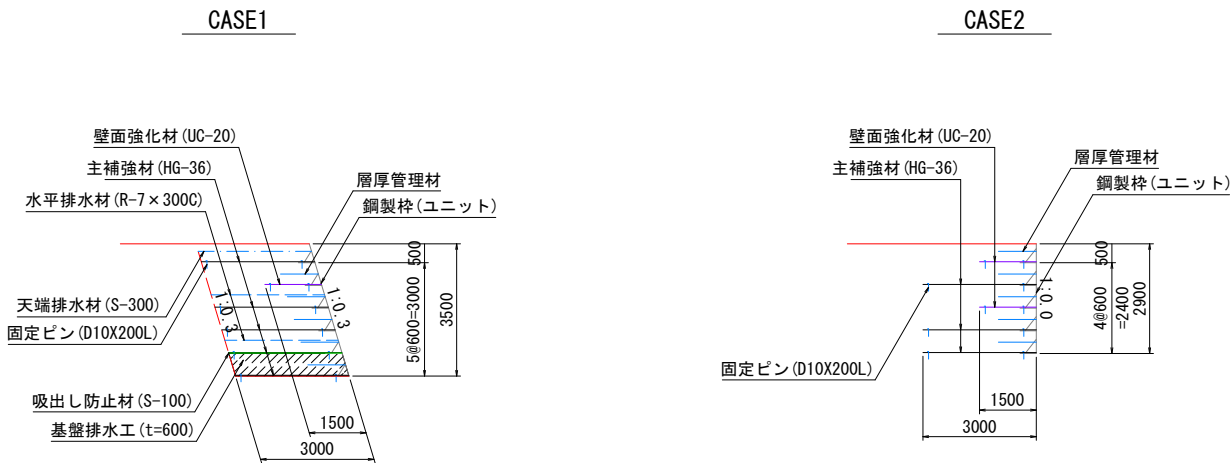 CASE1
壁面強化材(UC-20)
主補強材(HG-36)
水平排水材(R-7×300C)
層厚管理材
鋼製枠(ユニット)
天端排水材(S-300)
固定ピン(D10X200L)
吸出し防止材(S-100)
基盤排水工(t=600)
1:0.3
1:0.3
500
5@600=3000
3500
1500
3000
CASE2
壁面強化材(UC-20)
主補強材(HG-36)
層厚管理材
鋼製枠(ユニット)
固定ピン(D10X200L)
1:0.0
500
4@600
=2400
2900
1500
3000